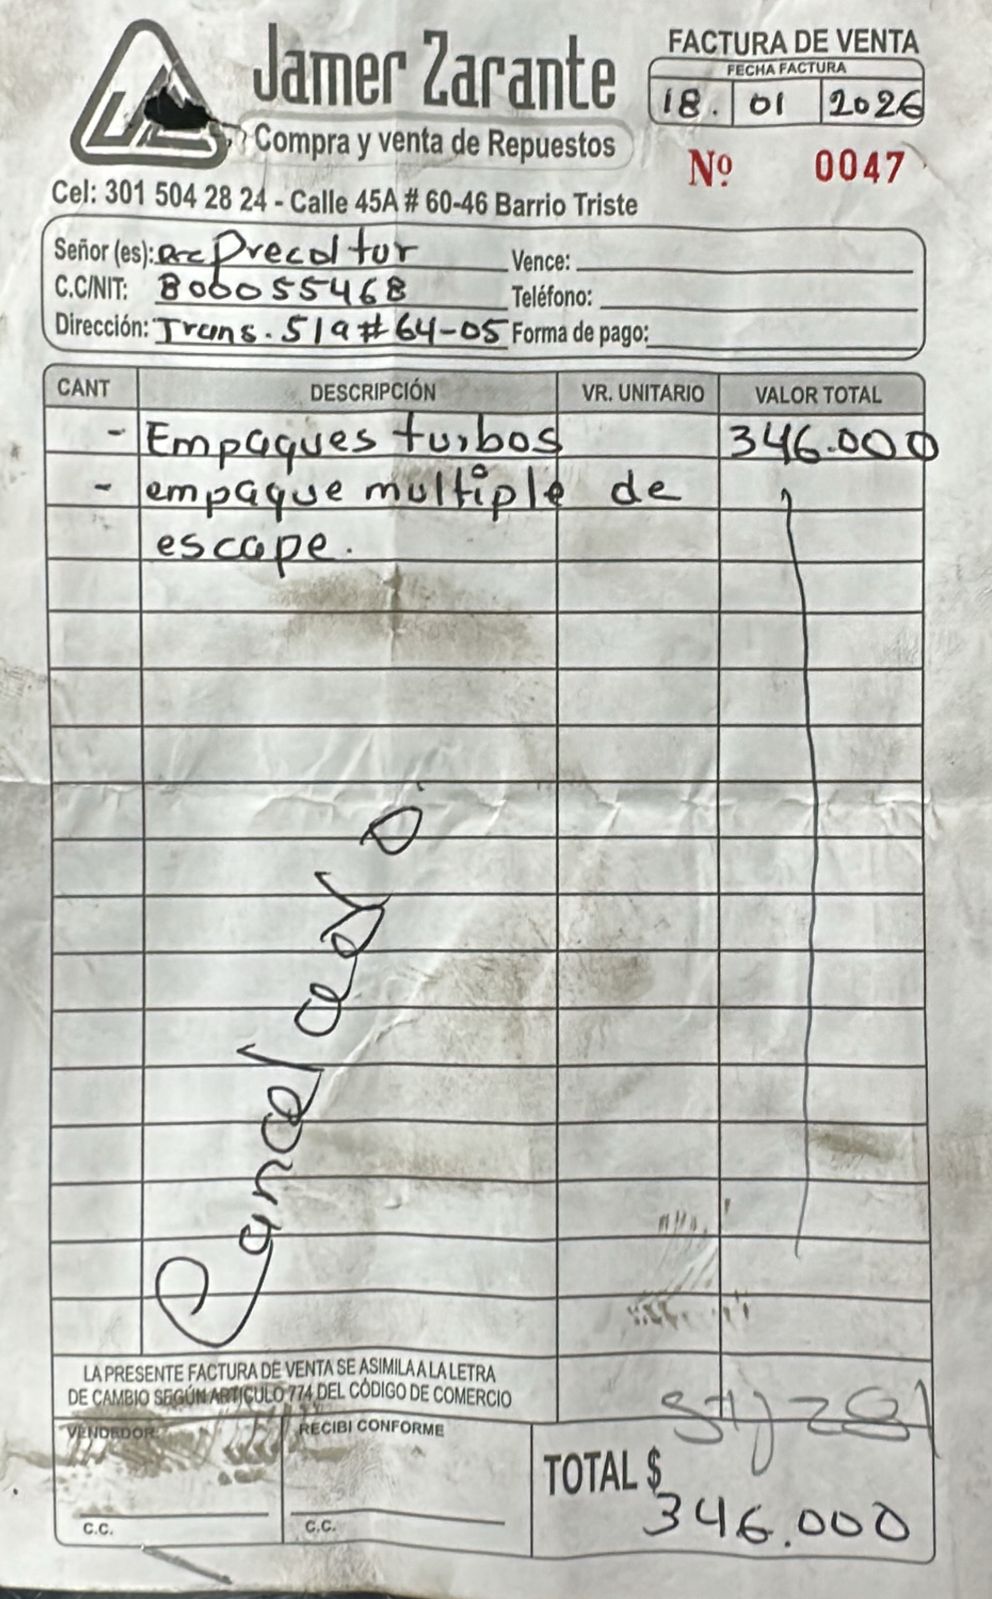 Jamer Zarante
Compra y venta de Repuestos
Cel: 301 504 28 24 - Calle 45A # 60-46 Barrio Triste
FACTURA DE VENTA
FECHA FACTURA
18. 01 2026
Nº 0047
Señor (es): Precoltur Vence:
C.C/NIT: 800055468 Teléfono:
Dirección: Trans. 51a # 64-05 Forma de pago:
CANT DESCRIPCIÓN VR. UNITARIO VALOR TOTAL
- Empaques turbos 346.000
- empaque multiple de
escape.
Cancelado.
LA PRESENTE FACTURA DE VENTA SE ASIMILA A LA LETRA
DE CAMBIO SEGÚN ARTICULO 774 DEL CÓDIGO DE COMERCIO
VENDEDOR: RECIBI CONFORME
TOTAL $
346.000
C.C. C.C.